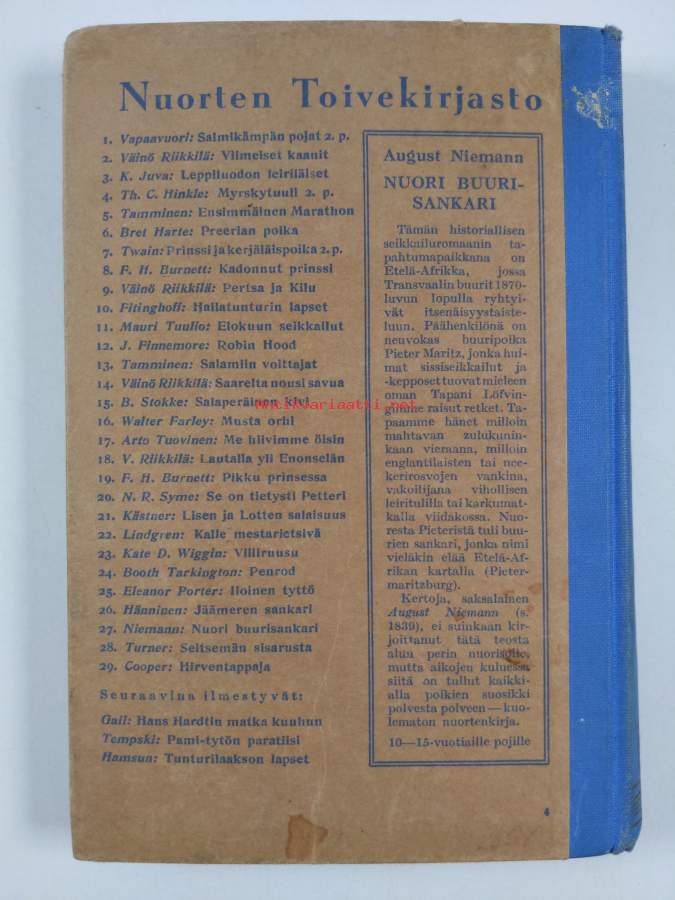 Nuorten Toivekirjasto
1. Vapaavuori: Salmikämpän pojat 2. p.
2. Väinö Riikkilä: Viimeiset kaanit
3. K. Juva: Leppiluodon leiriläiset
4. Th. C. Hinkle: Myrskytuuli 2. p.
5. Tamminen: Ensimmäinen Marathon
6. Bret Harte: Preerian poika
7. Twain: Prinssi ja kerjäläispoika 2. p.
8. F. H. Burnett: Kadonnut prinssi
9. Väinö Riikkilä: Pertsa ja Kilu
10. Fitinghoff: Hallatunturin lapset
11. Mauri Tuulio: Elokuun seikkailut
12. J. Finnemore: Robin Hood
13. Tamminen: Salamiin voittajat
14. Väinö Riikkilä: Saarelta nousi savua
15. B. Stokke: Salaperäinen kivi
16. Walter Farley: Musta orhi
17. Arto Tuovinen: Me hiivimme öisin
18. V. Riikkilä: Lautalla yli Enonselän
19. F. H. Burnett: Pikku prinsessa
20. N. R. Syme: Se on tietysti Petteri
21. Kästner: Lisen ja Lotten salaisuus
22. Lindgren: Kalle mestarietsivä
23. Kate D. Wiggin: Villiruusu
24. Booth Tarkington: Penrod
25. Eleanor Porter: Iloinen tyttö
26. Hänninen: Jäämeren sankari
27. Niemann: Nuori buurisankari
28. Turner: Seitsemän sisarusta
29. Cooper: Hirventappaja
Seuraavina ilmestyvät:
Gail: Hans Hardtin matka kuuhun
Tempski: Pami-tytön paratiisi
Hamsun: Tunturilaakson lapset
August Niemann
NUORI BUURI-
SANKARI
Tämän historiallisen
seikkailuromaanin ta-
pahtumapaikkana on
Etelä-Afrikka, jossa
Transvaalin buurit 1870-
luvun lopulla ryhtyi-
vät itsenäisyystaiste-
luun. Päähenkilönä on
neuvokas buuripoika
Pieter Maritz, jonka hui-
mat sissiseikkailut ja
-kepposet tuovat mieleen
oman Tapani Löfvin-
gimme raisut retket. Ta-
paamme hänet milloin
mahtavan zulukunin-
kaan vieraana, milloin
englantilaisten tai nee-
kerirosvojen vankina,
vakoilijana vihollisen
leiritulilla tai karkumat-
kalla viidakossa. Nuo-
resta Pieteristä tuli buu-
rien sankari, jonka nimi
vieläkin elää Etelä-Af-
rikan kartalla (Pieter-
maritzburg).
Kertoja, saksalainen
August Niemann (s.
1839), ei suinkaan kir-
joittanut tätä teosta
alun perin nuorisolle,
mutta aikojen kuluessa
siitä on tullut kaikki-
alla poikien suosikki
polvesta polveen — kuo-
lematon nuortenkirja.
10—15-vuotiaille pojille
4
antikvariaatti.net